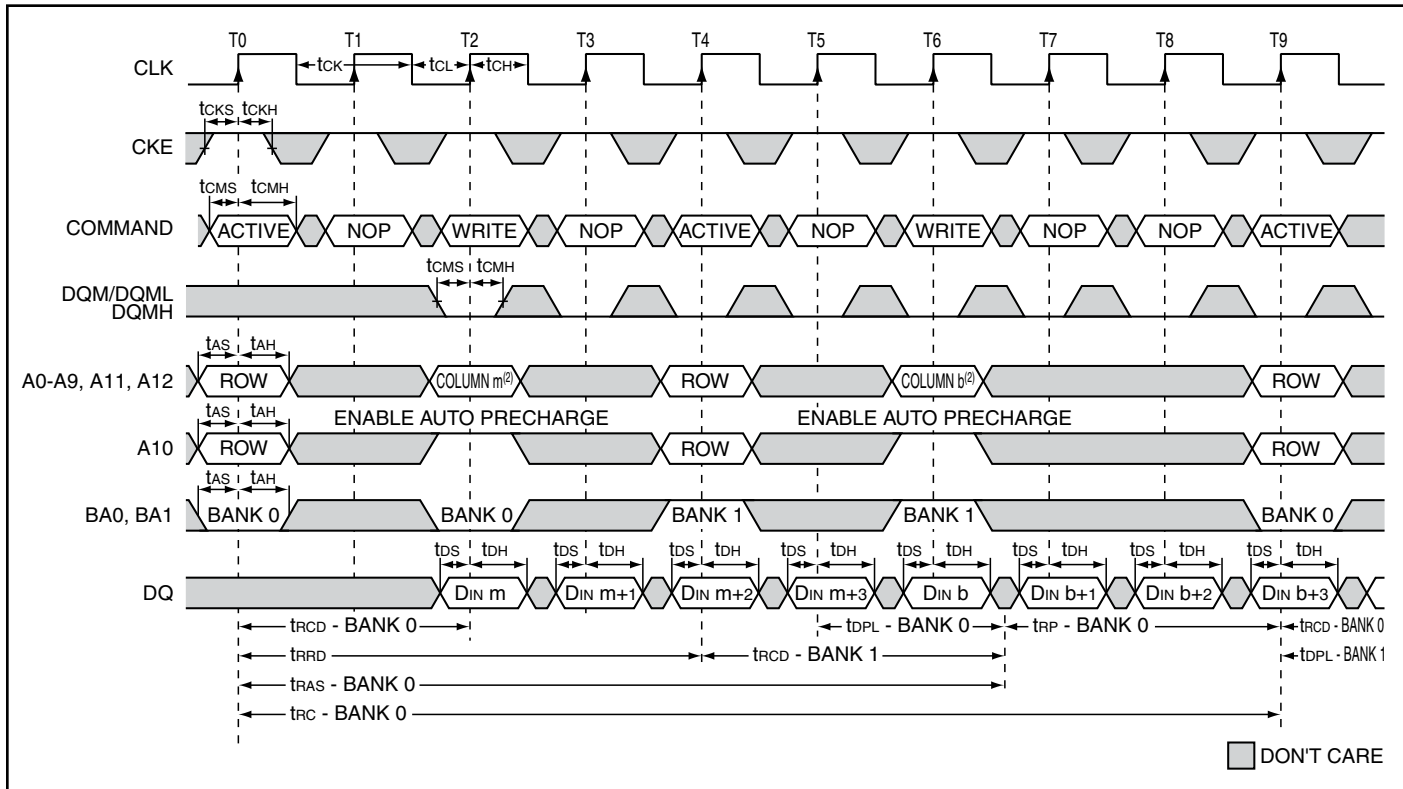 T0 T1 T2 T3 T4 T5 T6 T7 T8 T9
CLK tCK tCL tCH
tCKS tCKH
CKE
tCMS tCMH
COMMAND ACTIVE NOP WRITE NOP ACTIVE NOP WRITE NOP NOP ACTIVE
tCMS tCMH
DQM/DQML
DQMH
tAS tAH
A0-A9, A11, A12 ROW COLUMN m(2) ROW COLUMN b(2) ROW
tAS tAH ENABLE AUTO PRECHARGE ENABLE AUTO PRECHARGE
A10 ROW ROW ROW
tAS tAH
BA0, BA1 BANK 0 BANK 0 BANK 1 BANK 1 BANK 0
tDS tDH tDS tDH tDS tDH tDS tDH tDS tDH tDS tDH tDS tDH tDS tDH
DQ DIN m DIN m+1 DIN m+2 DIN m+3 DIN b DIN b+1 DIN b+2 DIN b+3
tRCD - BANK 0 tDPL - BANK 0 tRP - BANK 0 tRCD - BANK 0
tRRD tRCD - BANK 1 tDPL - BANK 1
tRAS - BANK 0
tRC - BANK 0
DON'T CARE